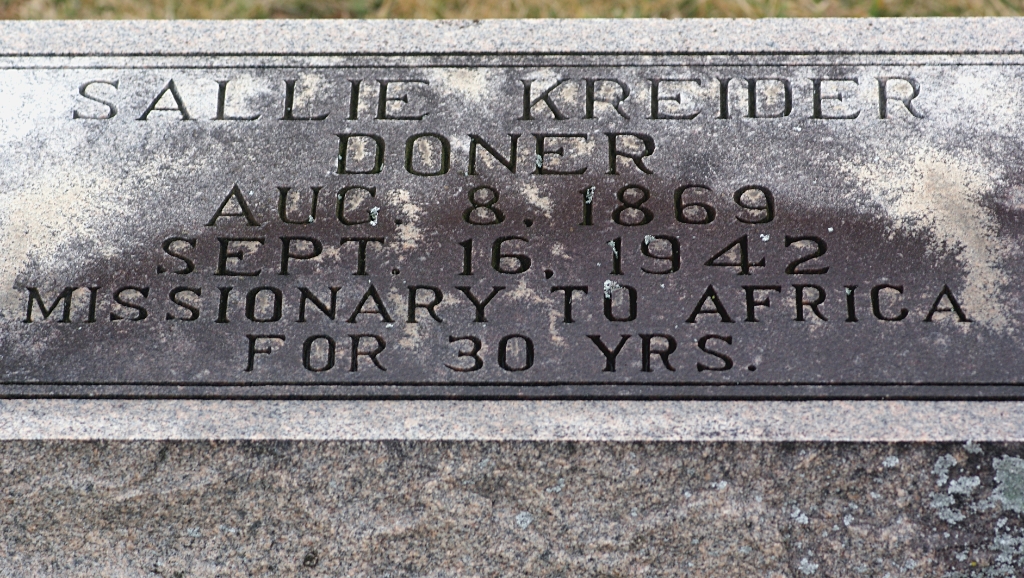 SALLIE KREIDER
DONER
AUG. 8, 1869
SEPT. 16, 1942
MISSIONARY TO AFRICA
FOR 30 YRS.